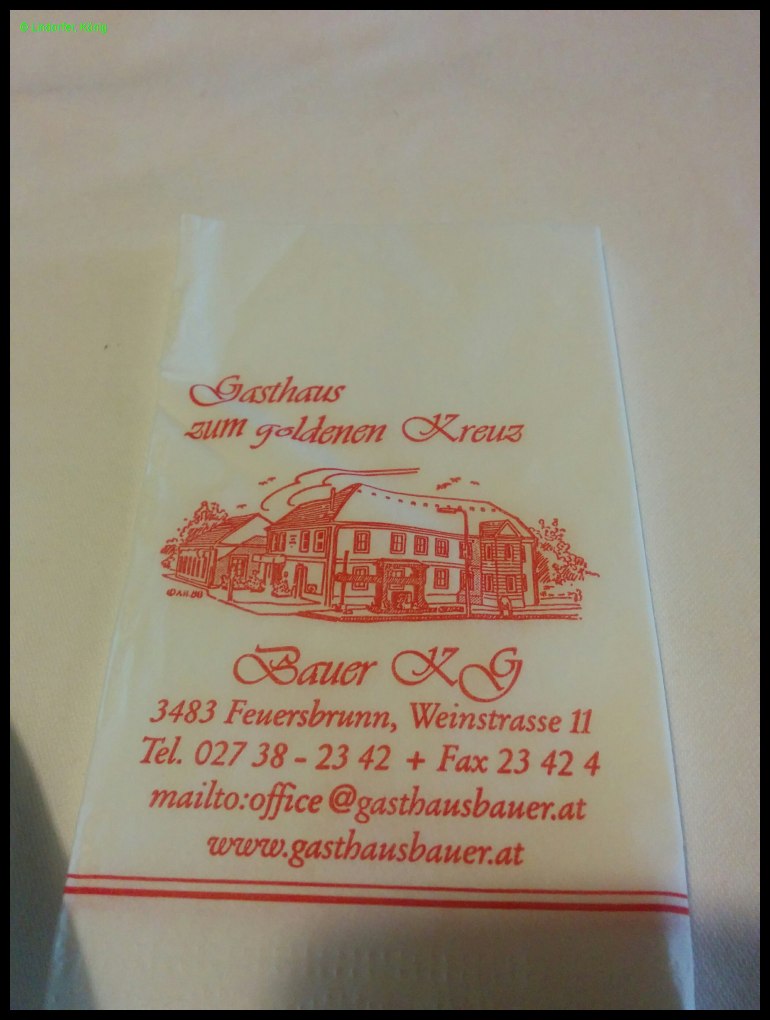 Gasthaus
zum goldenen Kreuz
Bauer KG
3483 Feuersbrunn, Weinstrasse 11
Tel. 027 38 - 23 42 + Fax 23 42 4
mailto:office@gasthausbauer.at
www.gasthausbauer.at